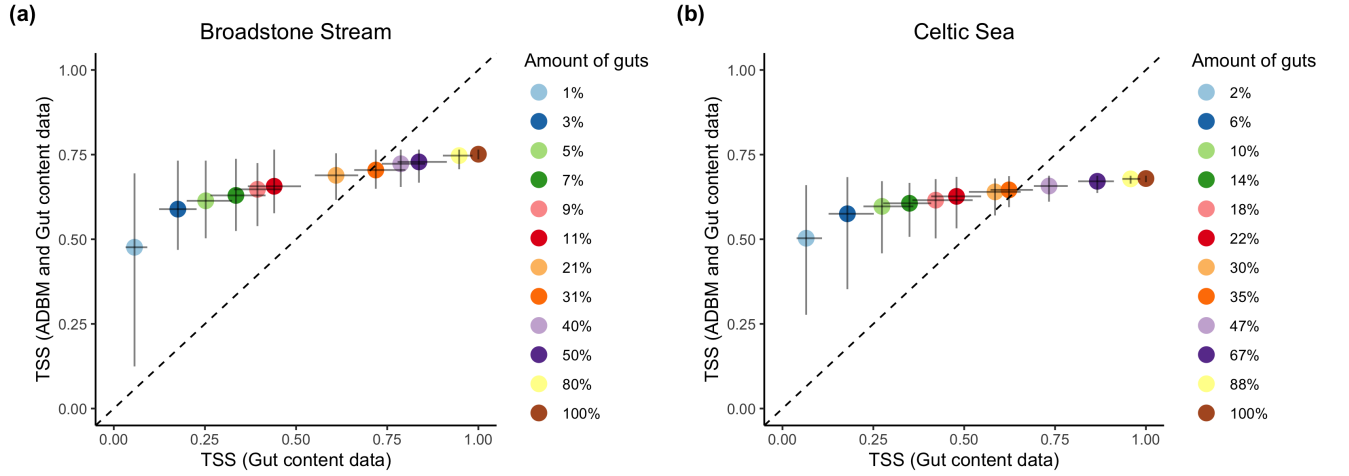 (a)
Broadstone Stream
TSS (ADBM and Gut content data)
1.00
0.75
0.50
0.25
0.00
0.00 0.25 0.50 0.75 1.00
TSS (Gut content data)
Amount of guts
1%
3%
5%
7%
9%
11%
21%
31%
40%
50%
80%
100%
(b)
Celtic Sea
TSS (ADBM and Gut content data)
1.00
0.75
0.50
0.25
0.00
0.00 0.25 0.50 0.75 1.00
TSS (Gut content data)
Amount of guts
2%
6%
10%
14%
18%
22%
30%
35%
47%
67%
88%
100%